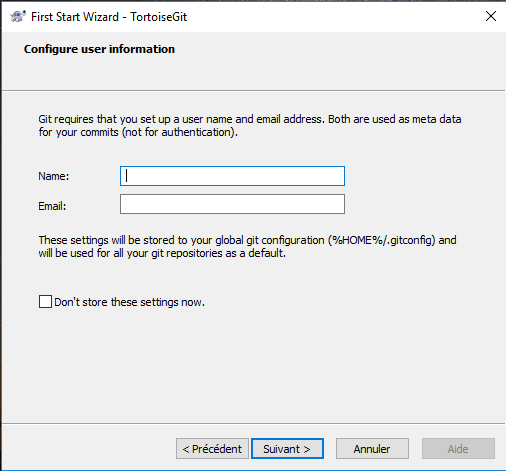 First Start Wizard - TortoiseGit
Configure user information
Git requires that you set up a user name and email address. Both are used as meta data
for your commits (not for authentication).
Name:
Email:
These settings will be stored to your global git configuration (%HOME%/.gitconfig) and
will be used for all your git repositories as a default.
Don't store these settings now.
< Précédent Suivant > Annuler Aide